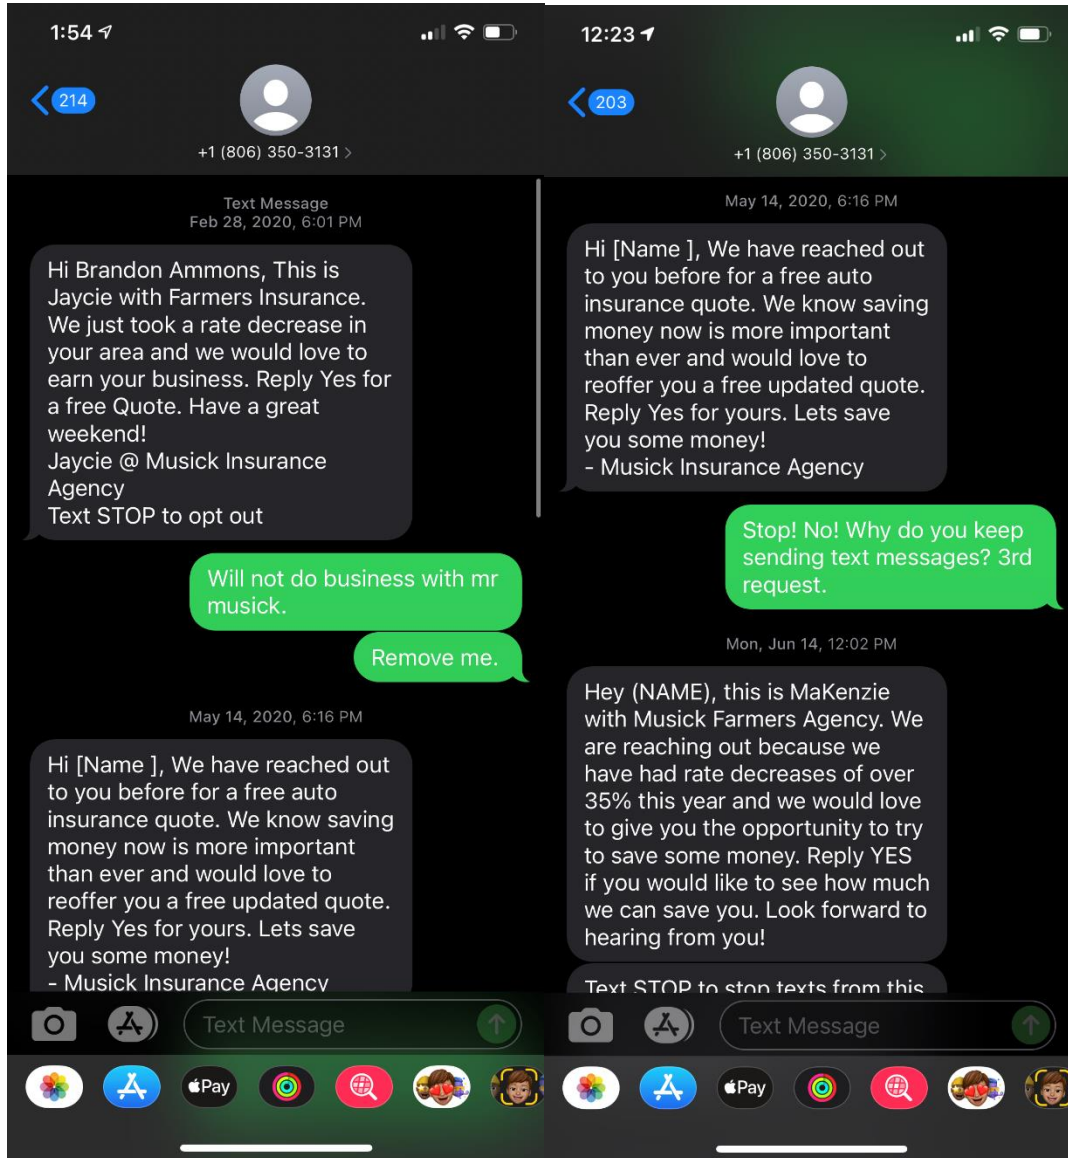 1:54
214
+1 (806) 350-3131 >
Text Message
Feb 28, 2020, 6:01 PM
Hi Brandon Ammons, This is
Jaycie with Farmers Insurance.
We just took a rate decrease in
your area and we would love to
earn your business. Reply Yes for
a free Quote. Have a great
weekend!
Jaycie @ Musick Insurance
Agency
Text STOP to opt out
Will not do business with mr
musick.
Remove me.
May 14, 2020, 6:16 PM
Hi [Name ], We have reached out
to you before for a free auto
insurance quote. We know saving
money now is more important
than ever and would love to
reoffer you a free updated quote.
Reply Yes for yours. Lets save
you some money!
- Musick Insurance Agency
Text Message
Pay
12:23
203
+1 (806) 350-3131 >
May 14, 2020, 6:16 PM
Hi [Name ], We have reached out
to you before for a free auto
insurance quote. We know saving
money now is more important
than ever and would love to
reoffer you a free updated quote.
Reply Yes for yours. Lets save
you some money!
- Musick Insurance Agency
Stop! No! Why do you keep
sending text messages? 3rd
request.
Mon, Jun 14, 12:02 PM
Hey (NAME), this is MaKenzie
with Musick Farmers Agency. We
are reaching out because we
have had rate decreases of over
35% this year and we would love
to give you the opportunity to try
to save some money. Reply YES
if you would like to see how much
we can save you. Look forward to
hearing from you!
Text STOP to stop texts from this
Text Message
Pay